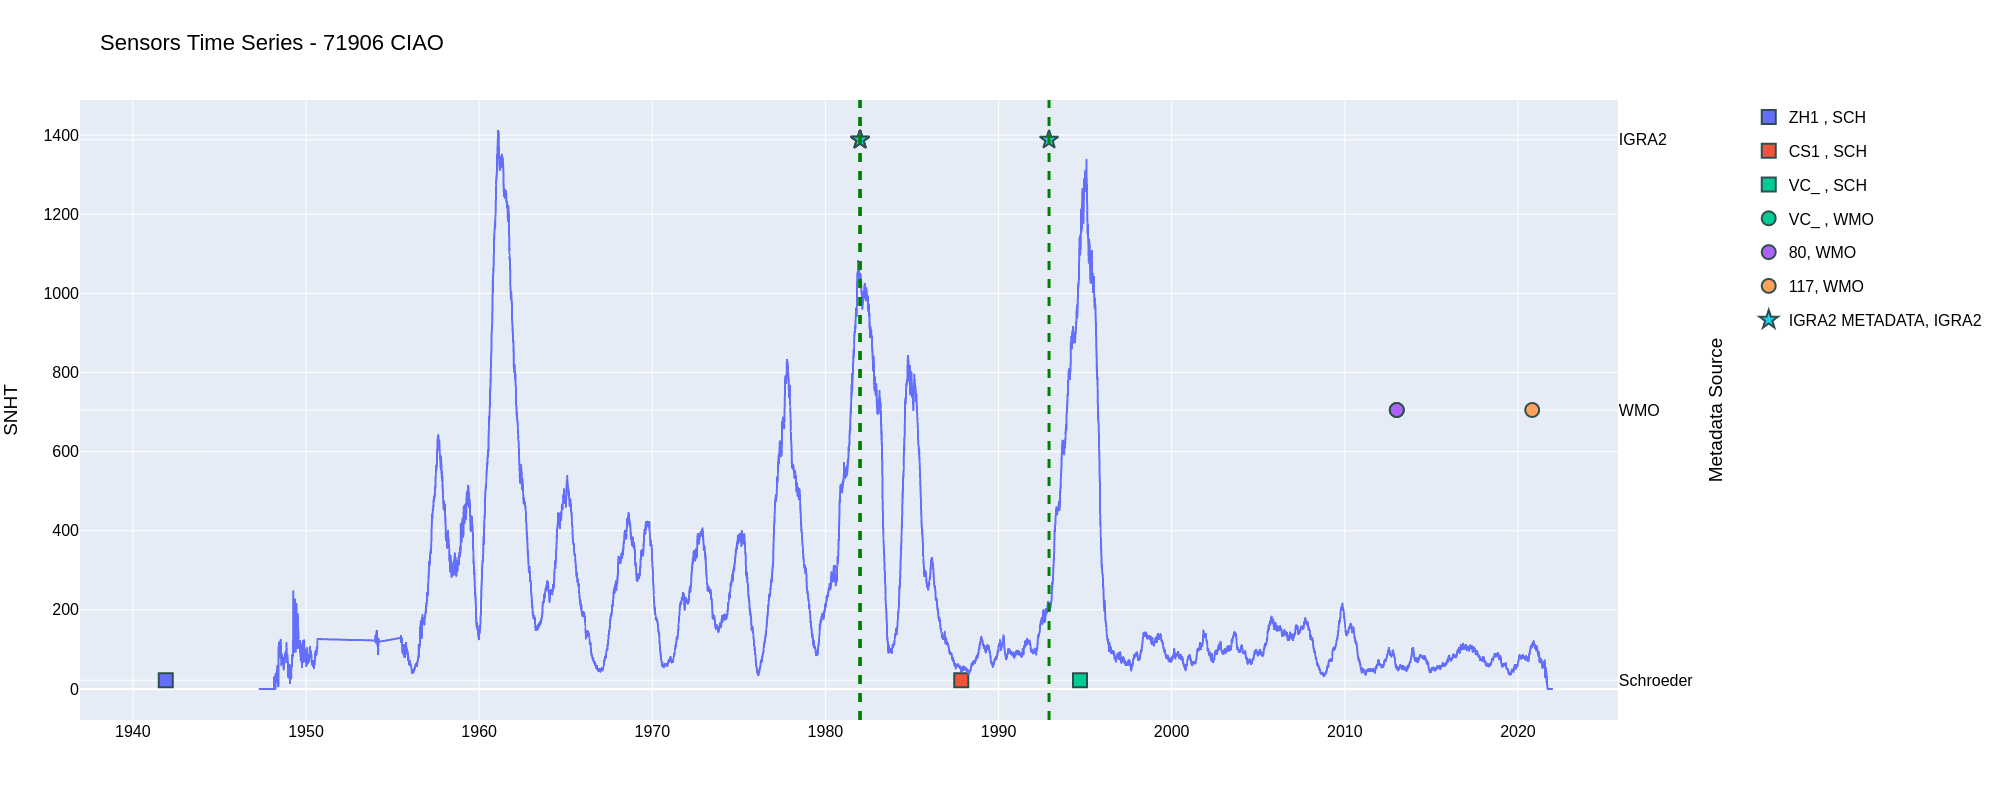 Sensors Time Series - 71906 CIAO
SNHT
1400
1200
1000
800
600
400
200
0
1940 1950 1960 1970 1980 1990 2000 2010 2020
IGRA2
WMO
Schroeder
Metadata Source
ZH1 , SCH
CS1 , SCH
VC_ , SCH
VC_ , WMO
80, WMO
117, WMO
IGRA2 METADATA, IGRA2